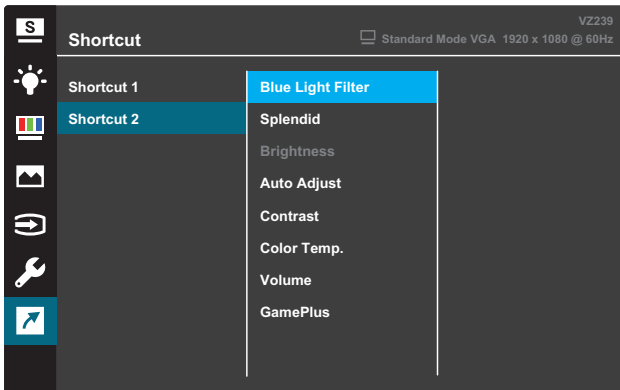 S
VZ239
Shortcut
Standard Mode VGA 1920 x 1080 @ 60Hz
Shortcut 1
Shortcut 2
Blue Light Filter
Splendid
Brightness
Auto Adjust
Contrast
Color Temp.
Volume
GamePlus